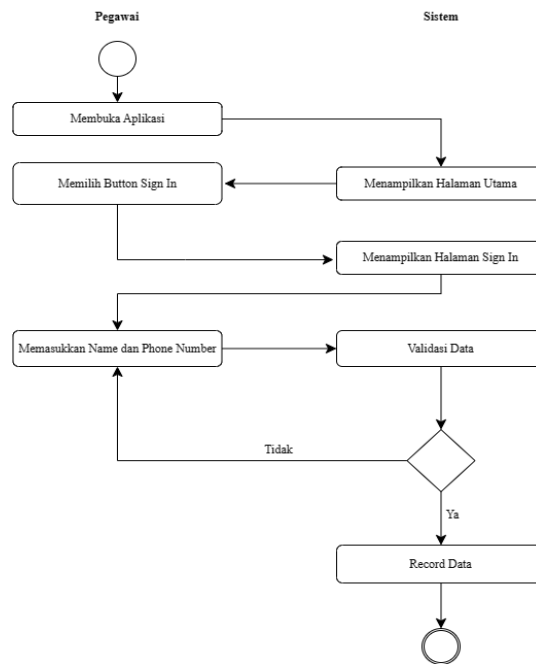 Pegawai
Sistem
Membuka Aplikasi
Menampilkan Halaman Utama
Memilih Button Sign In
Menampilkan Halaman Sign In
Memasukkan Name dan Phone Number
Validasi Data
Tidak
Ya
Record Data